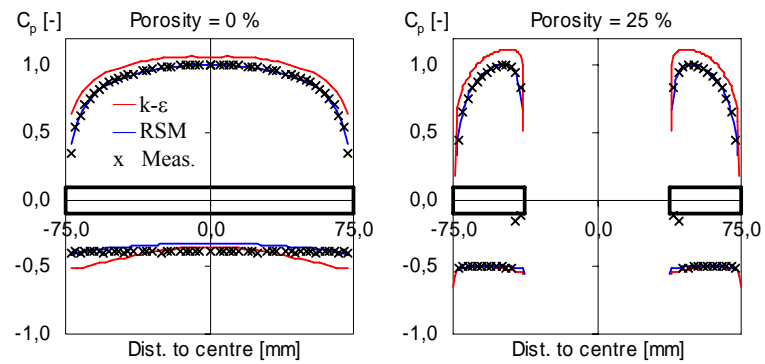 Cp [-] Porosity = 0 %
1,0
k-ε
0,5
RSM
x Meas.
0,0
-75,0 0,0 75,0
-0,5
-1,0
Dist. to centre [mm]
Cp [-] Porosity = 25 %
1,0
0,5
0,0
-75,0 0,0 75,0
-0,5
-1,0
Dist. to centre [mm]